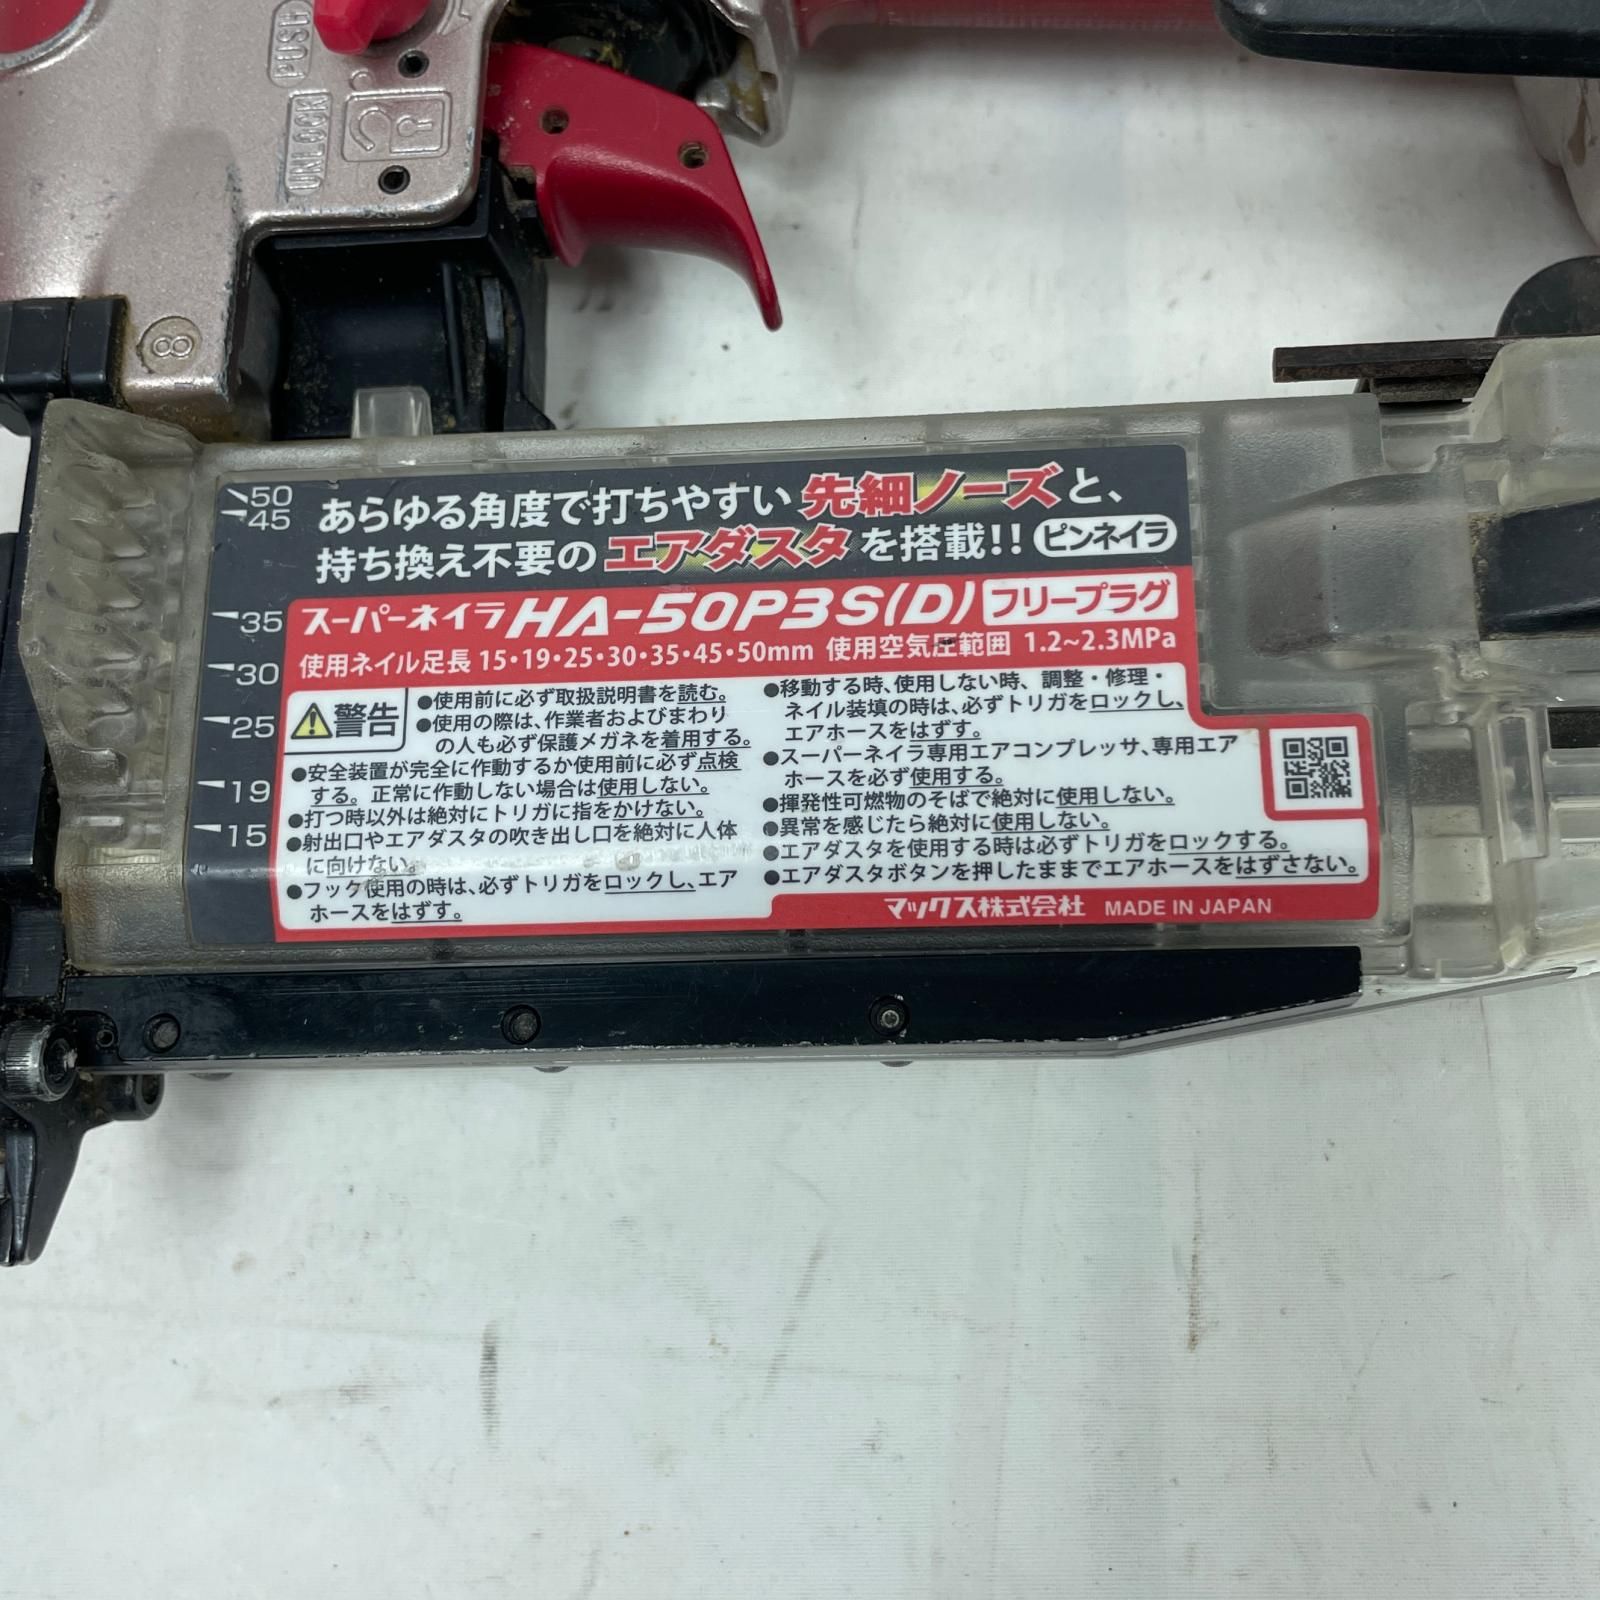 PUSH
UNLOCK
8
50
45
35
30
25
19
15
あらゆる角度で打ちやすい 先細ノーズと、
持ち換え不要の エアダスタ を搭載!! ピンネイラ
スーパーネイラ HA-50P3S(D) フリープラグ
使用ネイル足長 15・19・25・30・35・45・50mm 使用空気圧範囲 1.2~2.3MPa
警告
●使用前に必ず取扱説明書を読む。
●使用の際は、作業者およびまわり
の人も必ず保護メガネを着用する。
●安全装置が完全に作動するか使用前に必ず点検
する。正常に作動しない場合は使用しない。
●打つ時以外は絶対にトリガに指をかけない。
●射出口やエアダスタの吹き出し口を絶対に人体
に向けない。
●フック使用の時は、必ずトリガをロックし、エア
ホースをはずす。
●移動する時、使用しない時、調整・修理・
ネイル装填の時は、必ずトリガをロックし、
エアホースをはずす。
●スーパーネイラ専用エアコンプレッサ、専用エア
ホースを必ず使用する。
●揮発性可燃物のそばで絶対に使用しない。
●異常を感じたら絶対に使用しない。
●エアダスタを使用する時は必ずトリガをロックする。
●エアダスタボタンを押したままでエアホースをはずさない。
マックス株式会社 MADE IN JAPAN